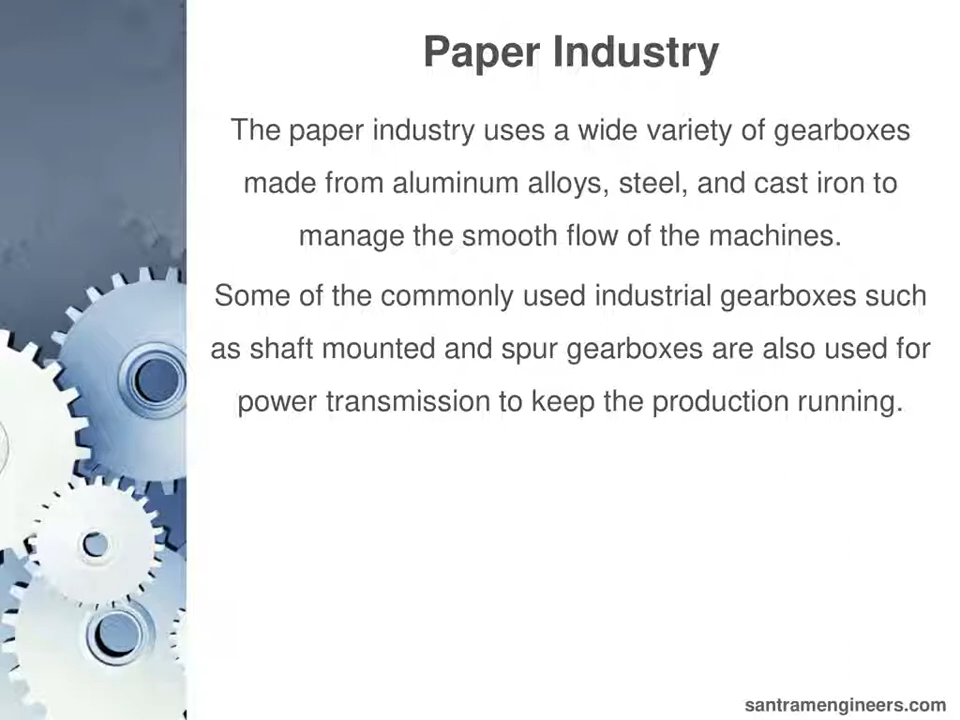 Paper Industry
The paper industry uses a wide variety of gearboxes
made from aluminum alloys, steel, and cast iron to
manage the smooth flow of the machines.
Some of the commonly used industrial gearboxes such
as shaft mounted and spur gearboxes are also used for
power transmission to keep the production running.
santramengineers.com